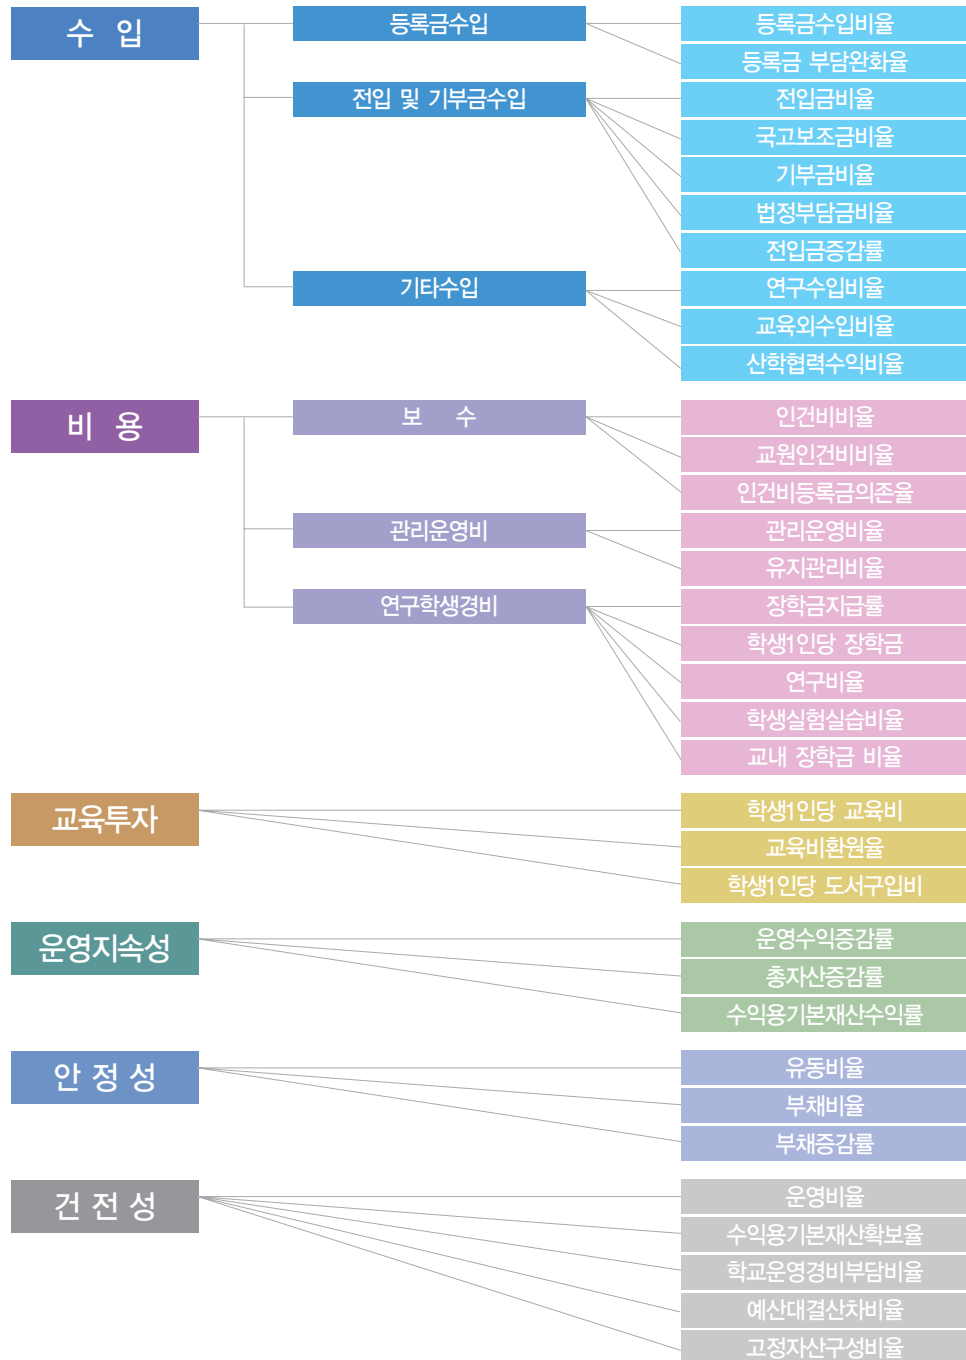 수 입
등록금수입
등록금수입비율
등록금 부담완화율
전입 및 기부금수입
전입금비율
국고보조금비율
기부금비율
법정부담금비율
전입금증감률
기타수입
연구수입비율
교육외수입비율
산학협력수익비율
비 용
보 수
인건비비율
교원인건비비율
인건비등록금의존율
관리운영비
관리운영비율
유지관리비율
연구학생경비
장학금지급률
학생1인당 장학금
연구비율
학생실험실습비율
교내 장학금 비율
교육투자
학생1인당 교육비
교육비환원율
학생1인당 도서구입비
운영지속성
운영수익증감률
총자산증감률
수익용기본재산수익률
안 정 성
유동비율
부채비율
부채증감률
건 전 성
운영비율
수익용기본재산확보율
학교운영경비부담비율
예산대결산차비율
고정자산구성비율